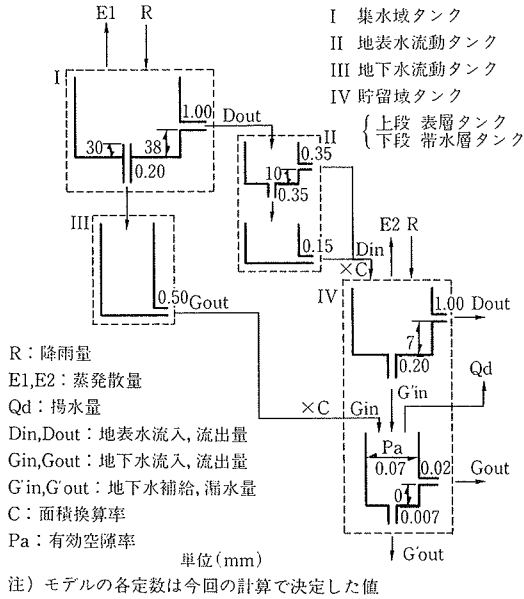 E1 R
I 集水域タンク
II 地表水流動タンク
III 地下水流動タンク
IV 貯留域タンク
上段 表層タンク
下段 帯水層タンク
I
1.00
Dout
30
38
0.20
II
0.35
10
0.35
0.15
Din
×C
E2 R
III
0.50
Gout
IV
1.00
Dout
7
0.20
G'in
Qd
×C
Gin
Pa
0.07
0.02
Gout
0
0.007
G'out
R：降雨量
E1,E2：蒸発散量
Qd：揚水量
Din,Dout：地表水流入,流出量
Gin,Gout：地下水流入,流出量
G'in,G'out：地下水補給,漏水量
C：面積換算率
Pa：有効空隙率
単位(mm)
注）モデルの各定数は今回の計算で決定した値